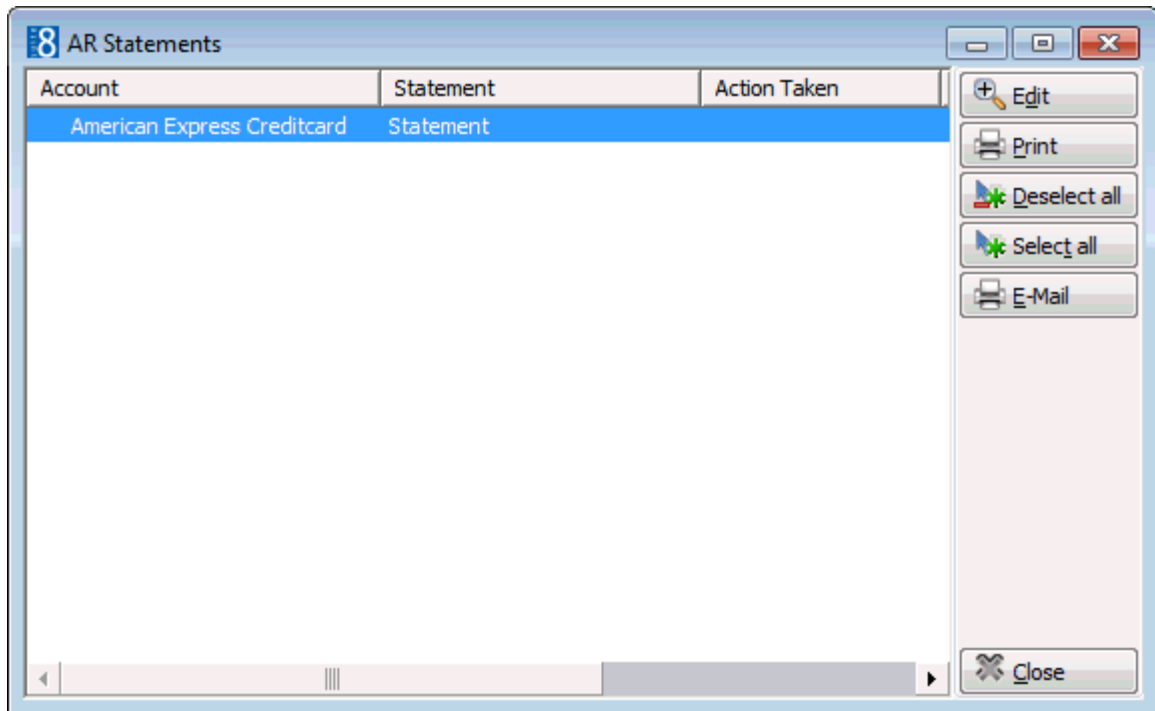 8 AR Statements
Account Statement Action Taken
American Express Creditcard Statement
Edit
Print
Deselect all
Select all
E-Mail
Close